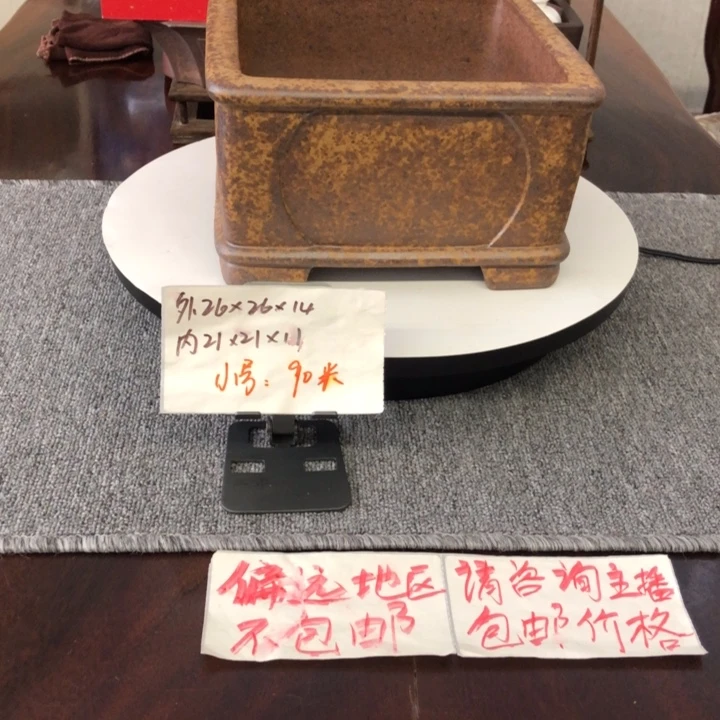 外26×26×14
内21×21×11
小号：90米
偏远地区
不包邮
请咨询主播
包邮价格